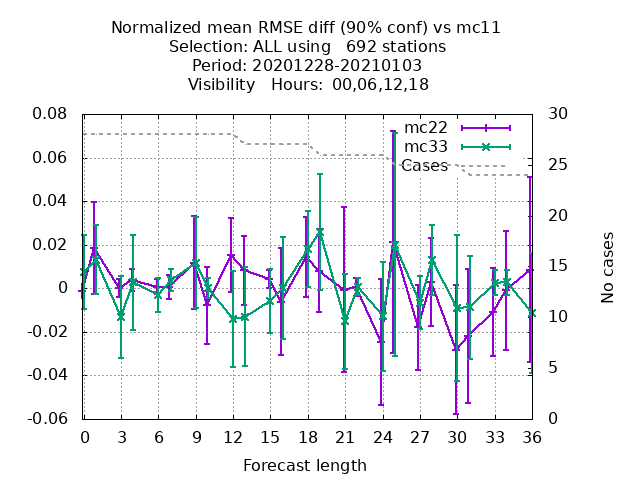 Normalized mean RMSE diff (90% conf) vs mc11
Selection: ALL using   692 stations
Period: 20201228-20210103
Visibility   Hours:  00,06,12,18
0.08
0.06
0.04
0.02
0
-0.02
-0.04
-0.06
30
25
20
15
10
5
0
mc22
mc33
Cases
No cases
0 3 6 9 12 15 18 21 24 27 30 33 36
Forecast length